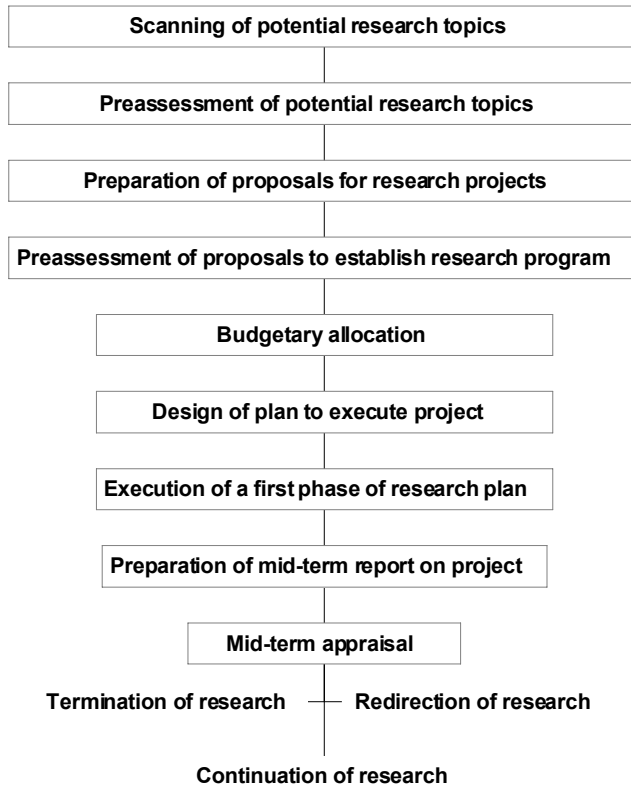 Scanning of potential research topics
Preassessment of potential research topics
Preparation of proposals for research projects
Preassessment of proposals to establish research program
Budgetary allocation
Design of plan to execute project
Execution of a first phase of research plan
Preparation of mid-term report on project
Mid-term appraisal
Termination of research
Redirection of research
Continuation of research